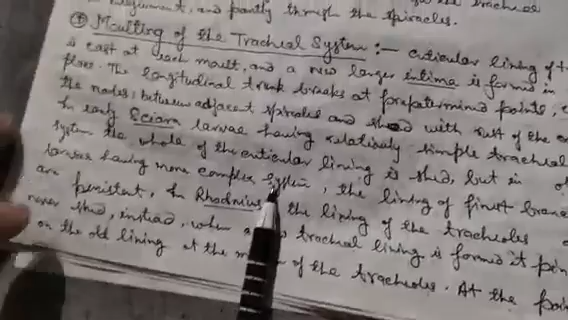 integument, and partly through the spiracles.
⑦ Moulting of the Tracheal System :— cuticular lining of
is cast at each moult, and a new larger intima is formed in
place. The longitudinal trunk breaks at predetermined points,
the nodes, between adjacent spiracles and shed with rest of the
In early Sciara larvae having relatively simple tracheal
system the whole of the cuticular lining is shed, but in
larvae having more complex system, the lining of finest
are persistent, In Rhodnius the lining of the tracheoles
never shed, instead, when a new tracheal lining is formed it
on the old lining at the of the tracheoles. At the